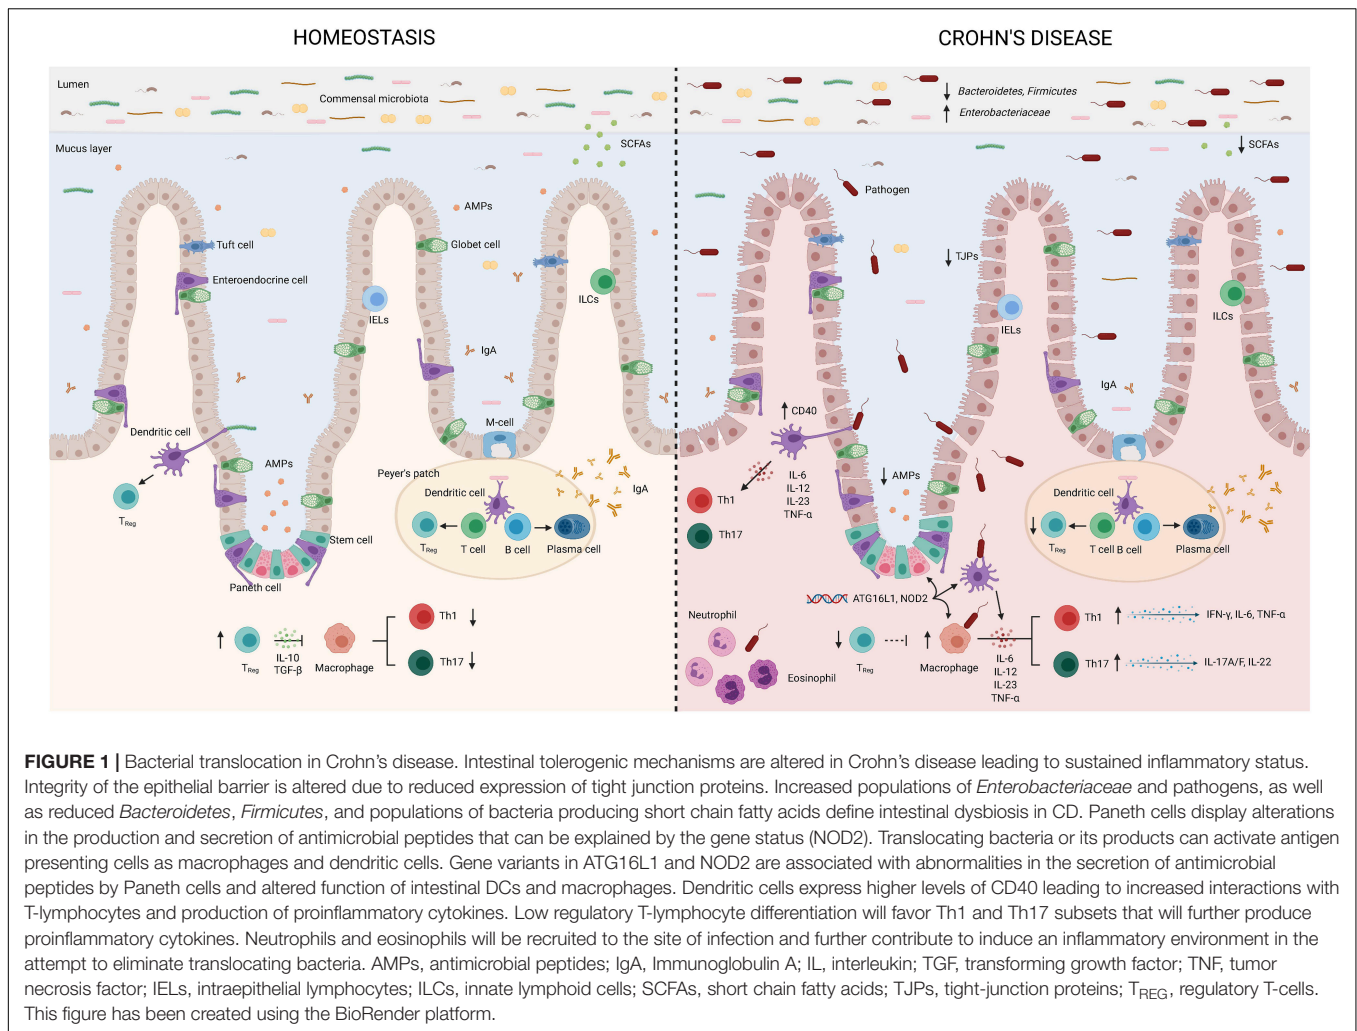 HOMEOSTASIS
CROHN'S DISEASE
Lumen
Commensal microbiota
Mucus layer
SCFAs
AMPs
Tuft cell
Globet cell
Enteroendocrine cell
IELs
ILCs
IgA
M-cell
Dendritic cell
Peyer's patch
AMPs
IgA
Dendritic cell
TReg
TReg
T cell
B cell
Plasma cell
Stem cell
Paneth cell
TReg
IL-10
TGF-β
Macrophage
Th1
Th17
Bacteroidetes, Firmicutes
Enterobacteriaceae
SCFAs
Pathogen
TJPs
IELs
ILCs
IgA
CD40
IL-6
IL-12
IL-23
TNF-α
Th1
Th17
AMPs
Dendritic cell
TReg
T cell
B cell
Plasma cell
ATG16L1, NOD2
Neutrophil
Eosinophil
TReg
Macrophage
IL-6
IL-12
IL-23
TNF-α
Th1
IFN-γ, IL-6, TNF-α
Th17
IL-17A/F, IL-22
FIGURE 1 | Bacterial translocation in Crohn's disease. Intestinal tolerogenic mechanisms are altered in Crohn's disease leading to sustained inflammatory status.
Integrity of the epithelial barrier is altered due to reduced expression of tight junction proteins. Increased populations of Enterobacteriaceae and pathogens, as well
as reduced Bacteroidetes, Firmicutes, and populations of bacteria producing short chain fatty acids define intestinal dysbiosis in CD. Paneth cells display alterations
in the production and secretion of antimicrobial peptides that can be explained by the gene status (NOD2). Translocating bacteria or its products can activate antigen
presenting cells as macrophages and dendritic cells. Gene variants in ATG16L1 and NOD2 are associated with abnormalities in the secretion of antimicrobial
peptides by Paneth cells and altered function of intestinal DCs and macrophages. Dendritic cells express higher levels of CD40 leading to increased interactions with
T-lymphocytes and production of proinflammatory cytokines. Low regulatory T-lymphocyte differentiation will favor Th1 and Th17 subsets that will further produce
proinflammatory cytokines. Neutrophils and eosinophils will be recruited to the site of infection and further contribute to induce an inflammatory environment in the
attempt to eliminate translocating bacteria. AMPs, antimicrobial peptides; IgA, Immunoglobulin A; IL, interleukin; TGF, transforming growth factor; TNF, tumor
necrosis factor; IELs, intraepithelial lymphocytes; ILCs, innate lymphoid cells; SCFAs, short chain fatty acids; TJPs, tight-junction proteins; TREG, regulatory T-cells.
This figure has been created using the BioRender platform.